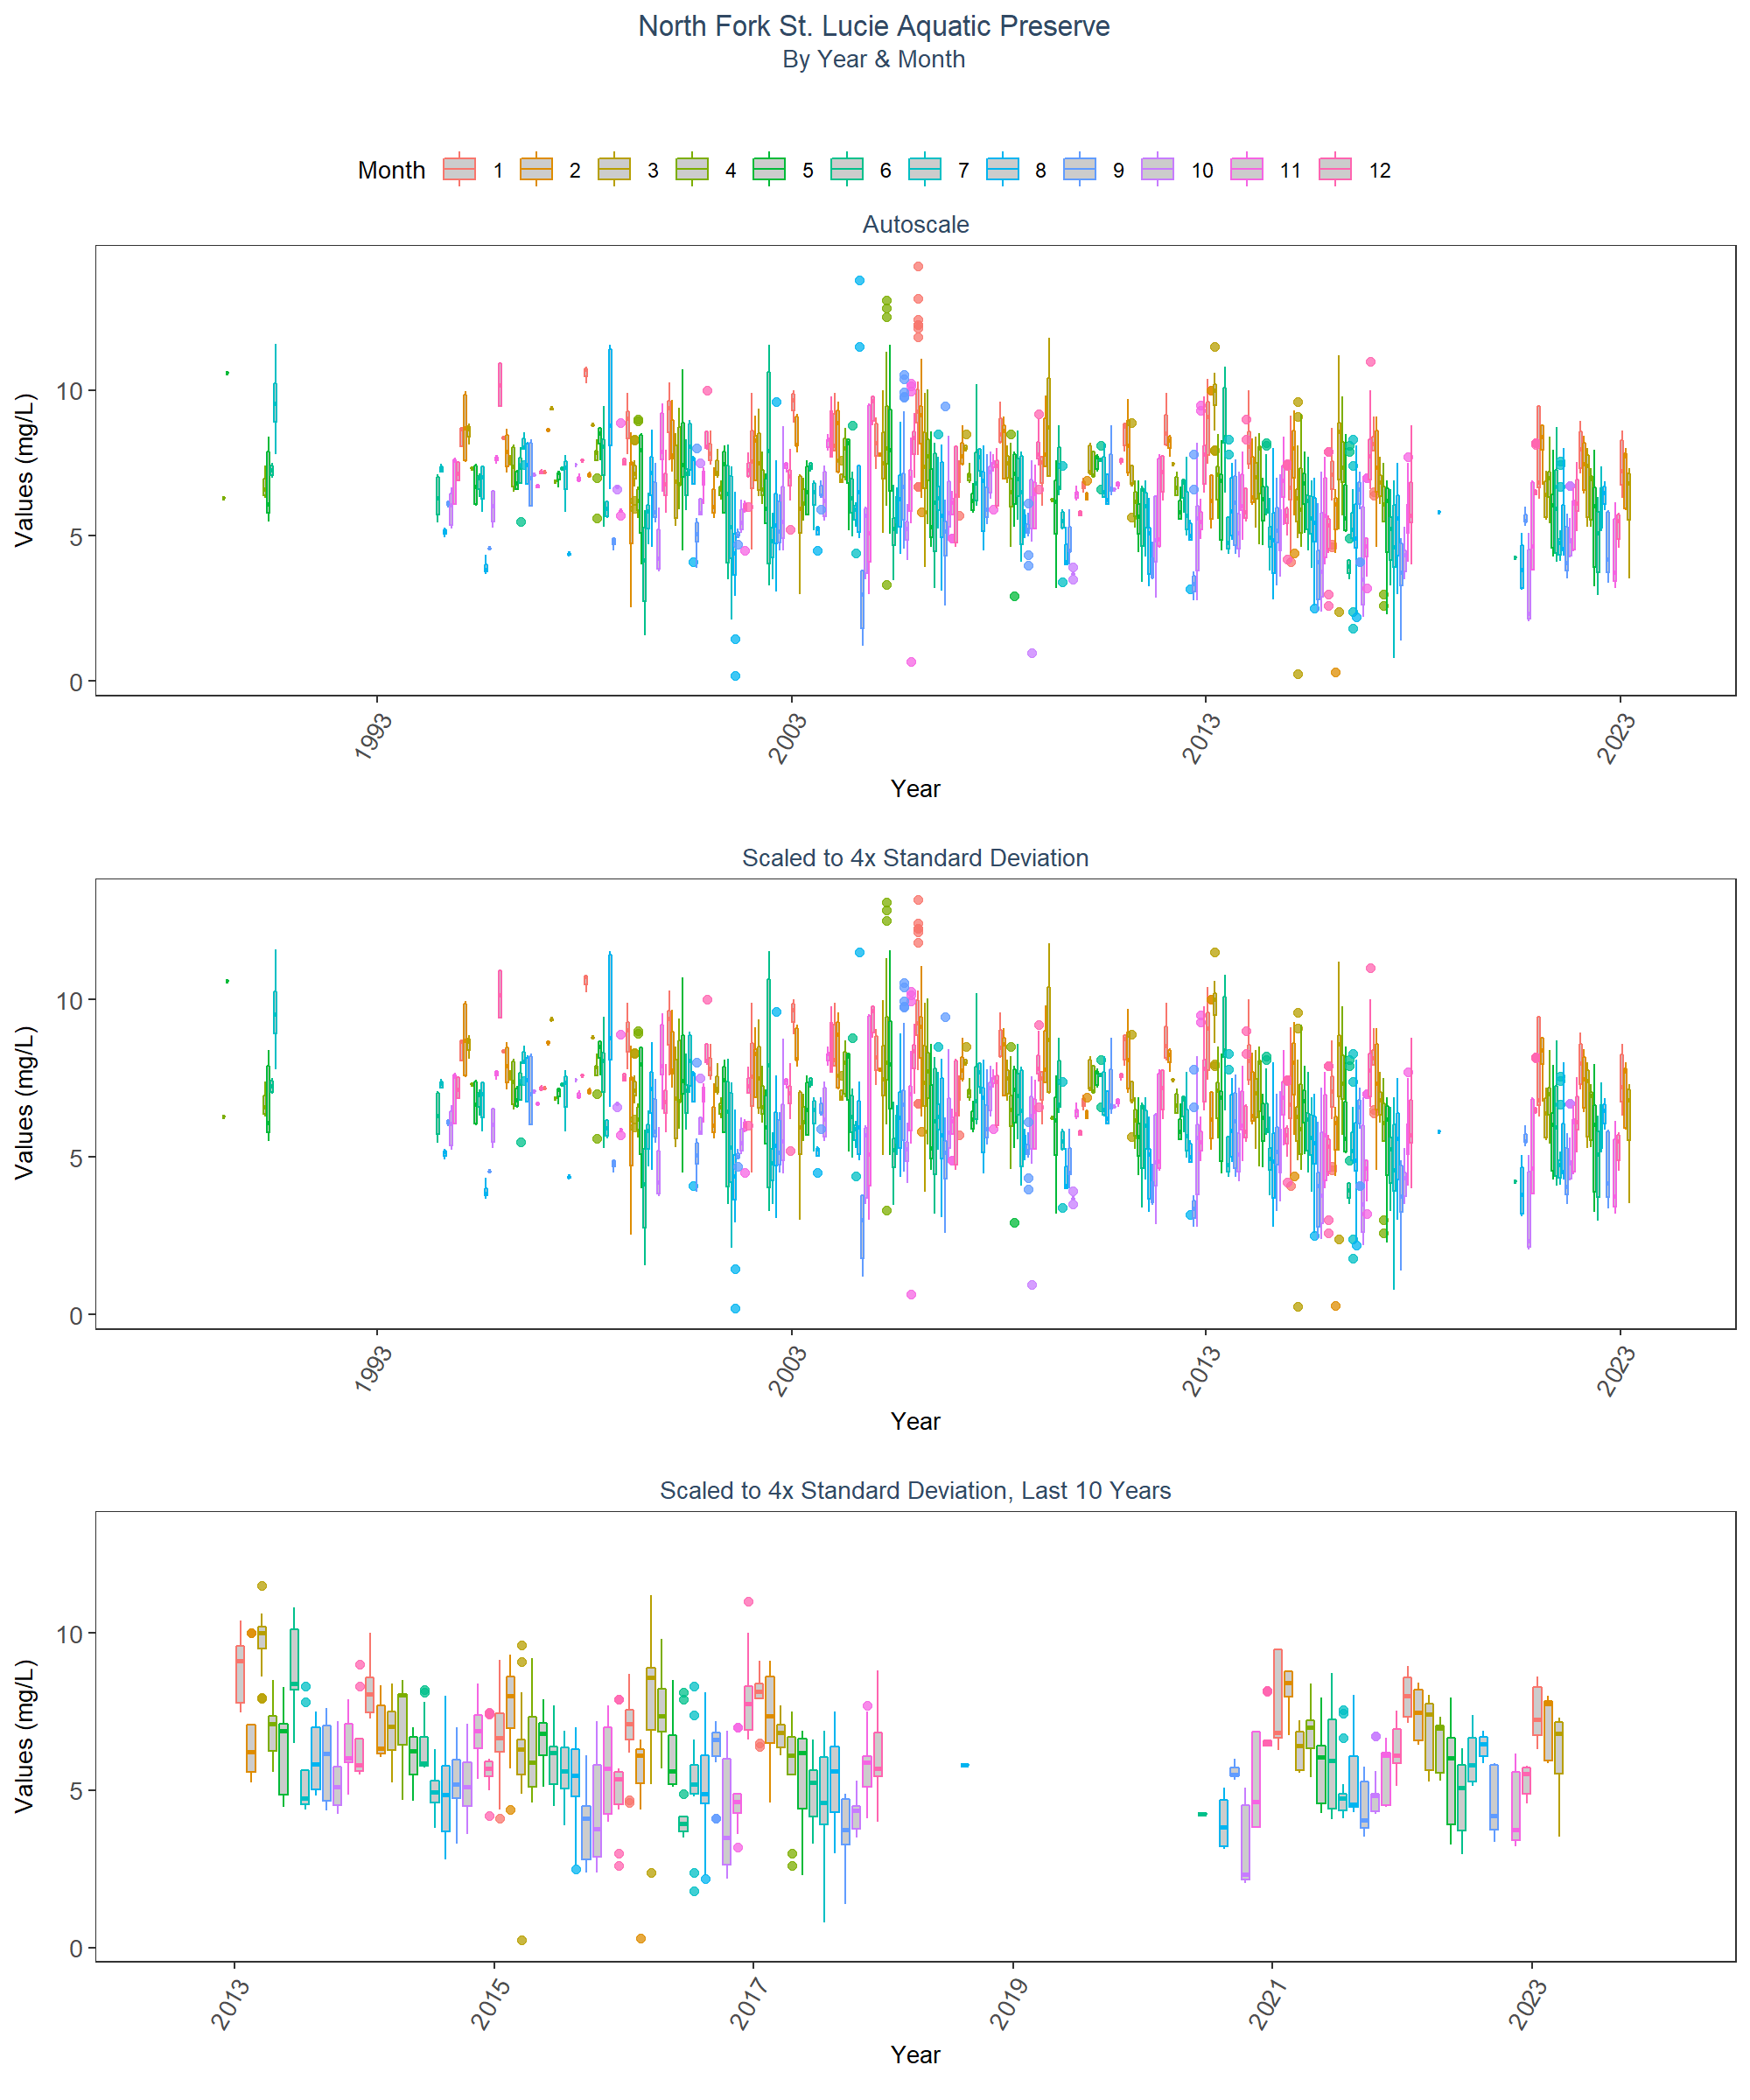 North Fork St. Lucie Aquatic Preserve
By Year & Month
Month 1 2 3 4 5 6 7 8 9 10 11 12
Autoscale
Values (mg/L)
10
5
0
1993 2003 2013 2023
Year
Scaled to 4x Standard Deviation
Values (mg/L)
10
5
0
1993 2003 2013 2023
Year
Scaled to 4x Standard Deviation, Last 10 Years
Values (mg/L)
10
5
0
2013 2015 2017 2019 2021 2023
Year